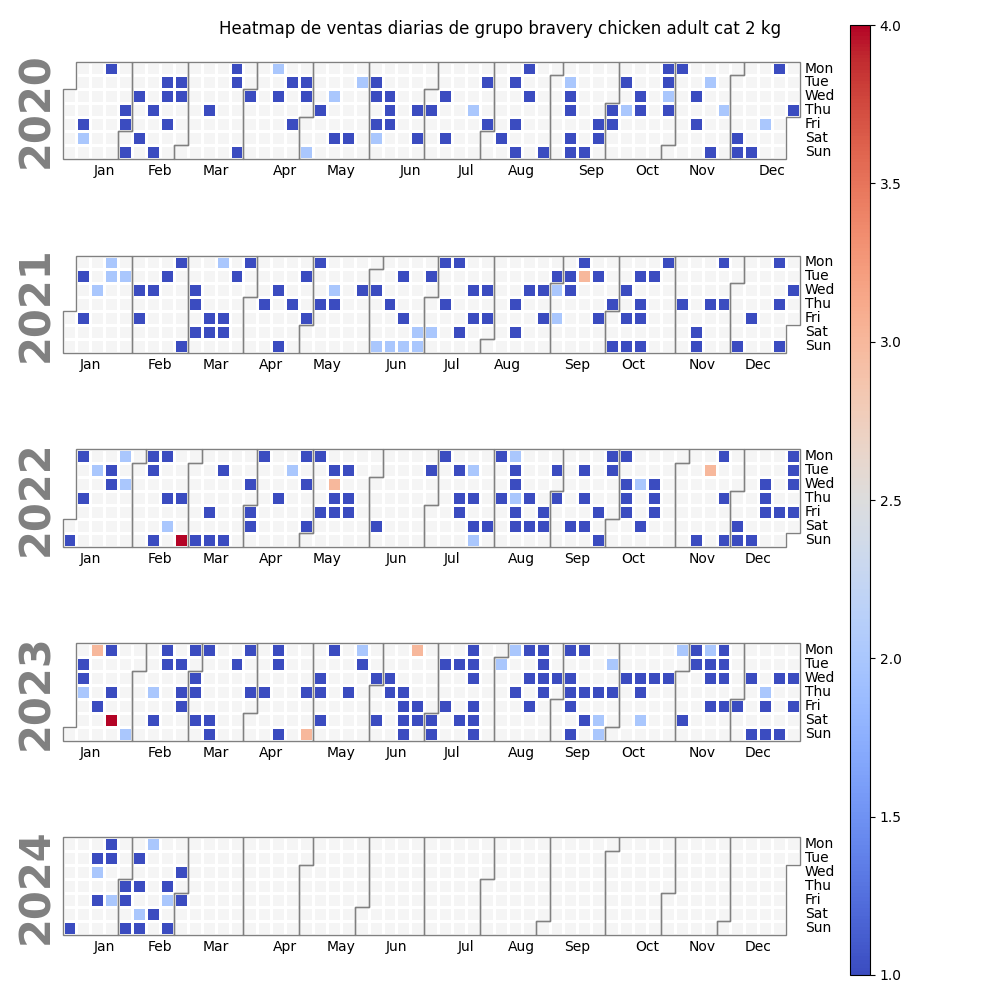 Heatmap de ventas diarias de grupo bravery chicken adult cat 2 kg
4.0
3.5
3.0
2.5
2.0
1.5
1.0
2020
Mon
Tue
Wed
Thu
Fri
Sat
Sun
Jan Feb Mar Apr May Jun Jul Aug Sep Oct Nov Dec
2021
Mon
Tue
Wed
Thu
Fri
Sat
Sun
Jan Feb Mar Apr May Jun Jul Aug Sep Oct Nov Dec
2022
Mon
Tue
Wed
Thu
Fri
Sat
Sun
Jan Feb Mar Apr May Jun Jul Aug Sep Oct Nov Dec
2023
Mon
Tue
Wed
Thu
Fri
Sat
Sun
Jan Feb Mar Apr May Jun Jul Aug Sep Oct Nov Dec
2024
Mon
Tue
Wed
Thu
Fri
Sat
Sun
Jan Feb Mar Apr May Jun Jul Aug Sep Oct Nov Dec